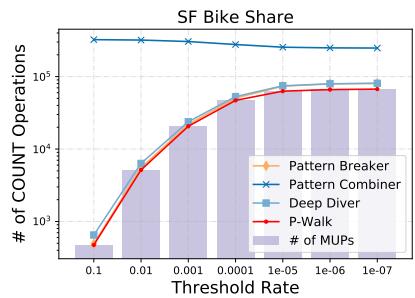 SF Bike Share
# of COUNT Operations
10^5
10^4
10^3
Pattern Breaker
Pattern Combiner
Deep Diver
P-Walk
# of MUPs
0.1 0.01 0.001 0.0001 1e-05 1e-06 1e-07
Threshold Rate